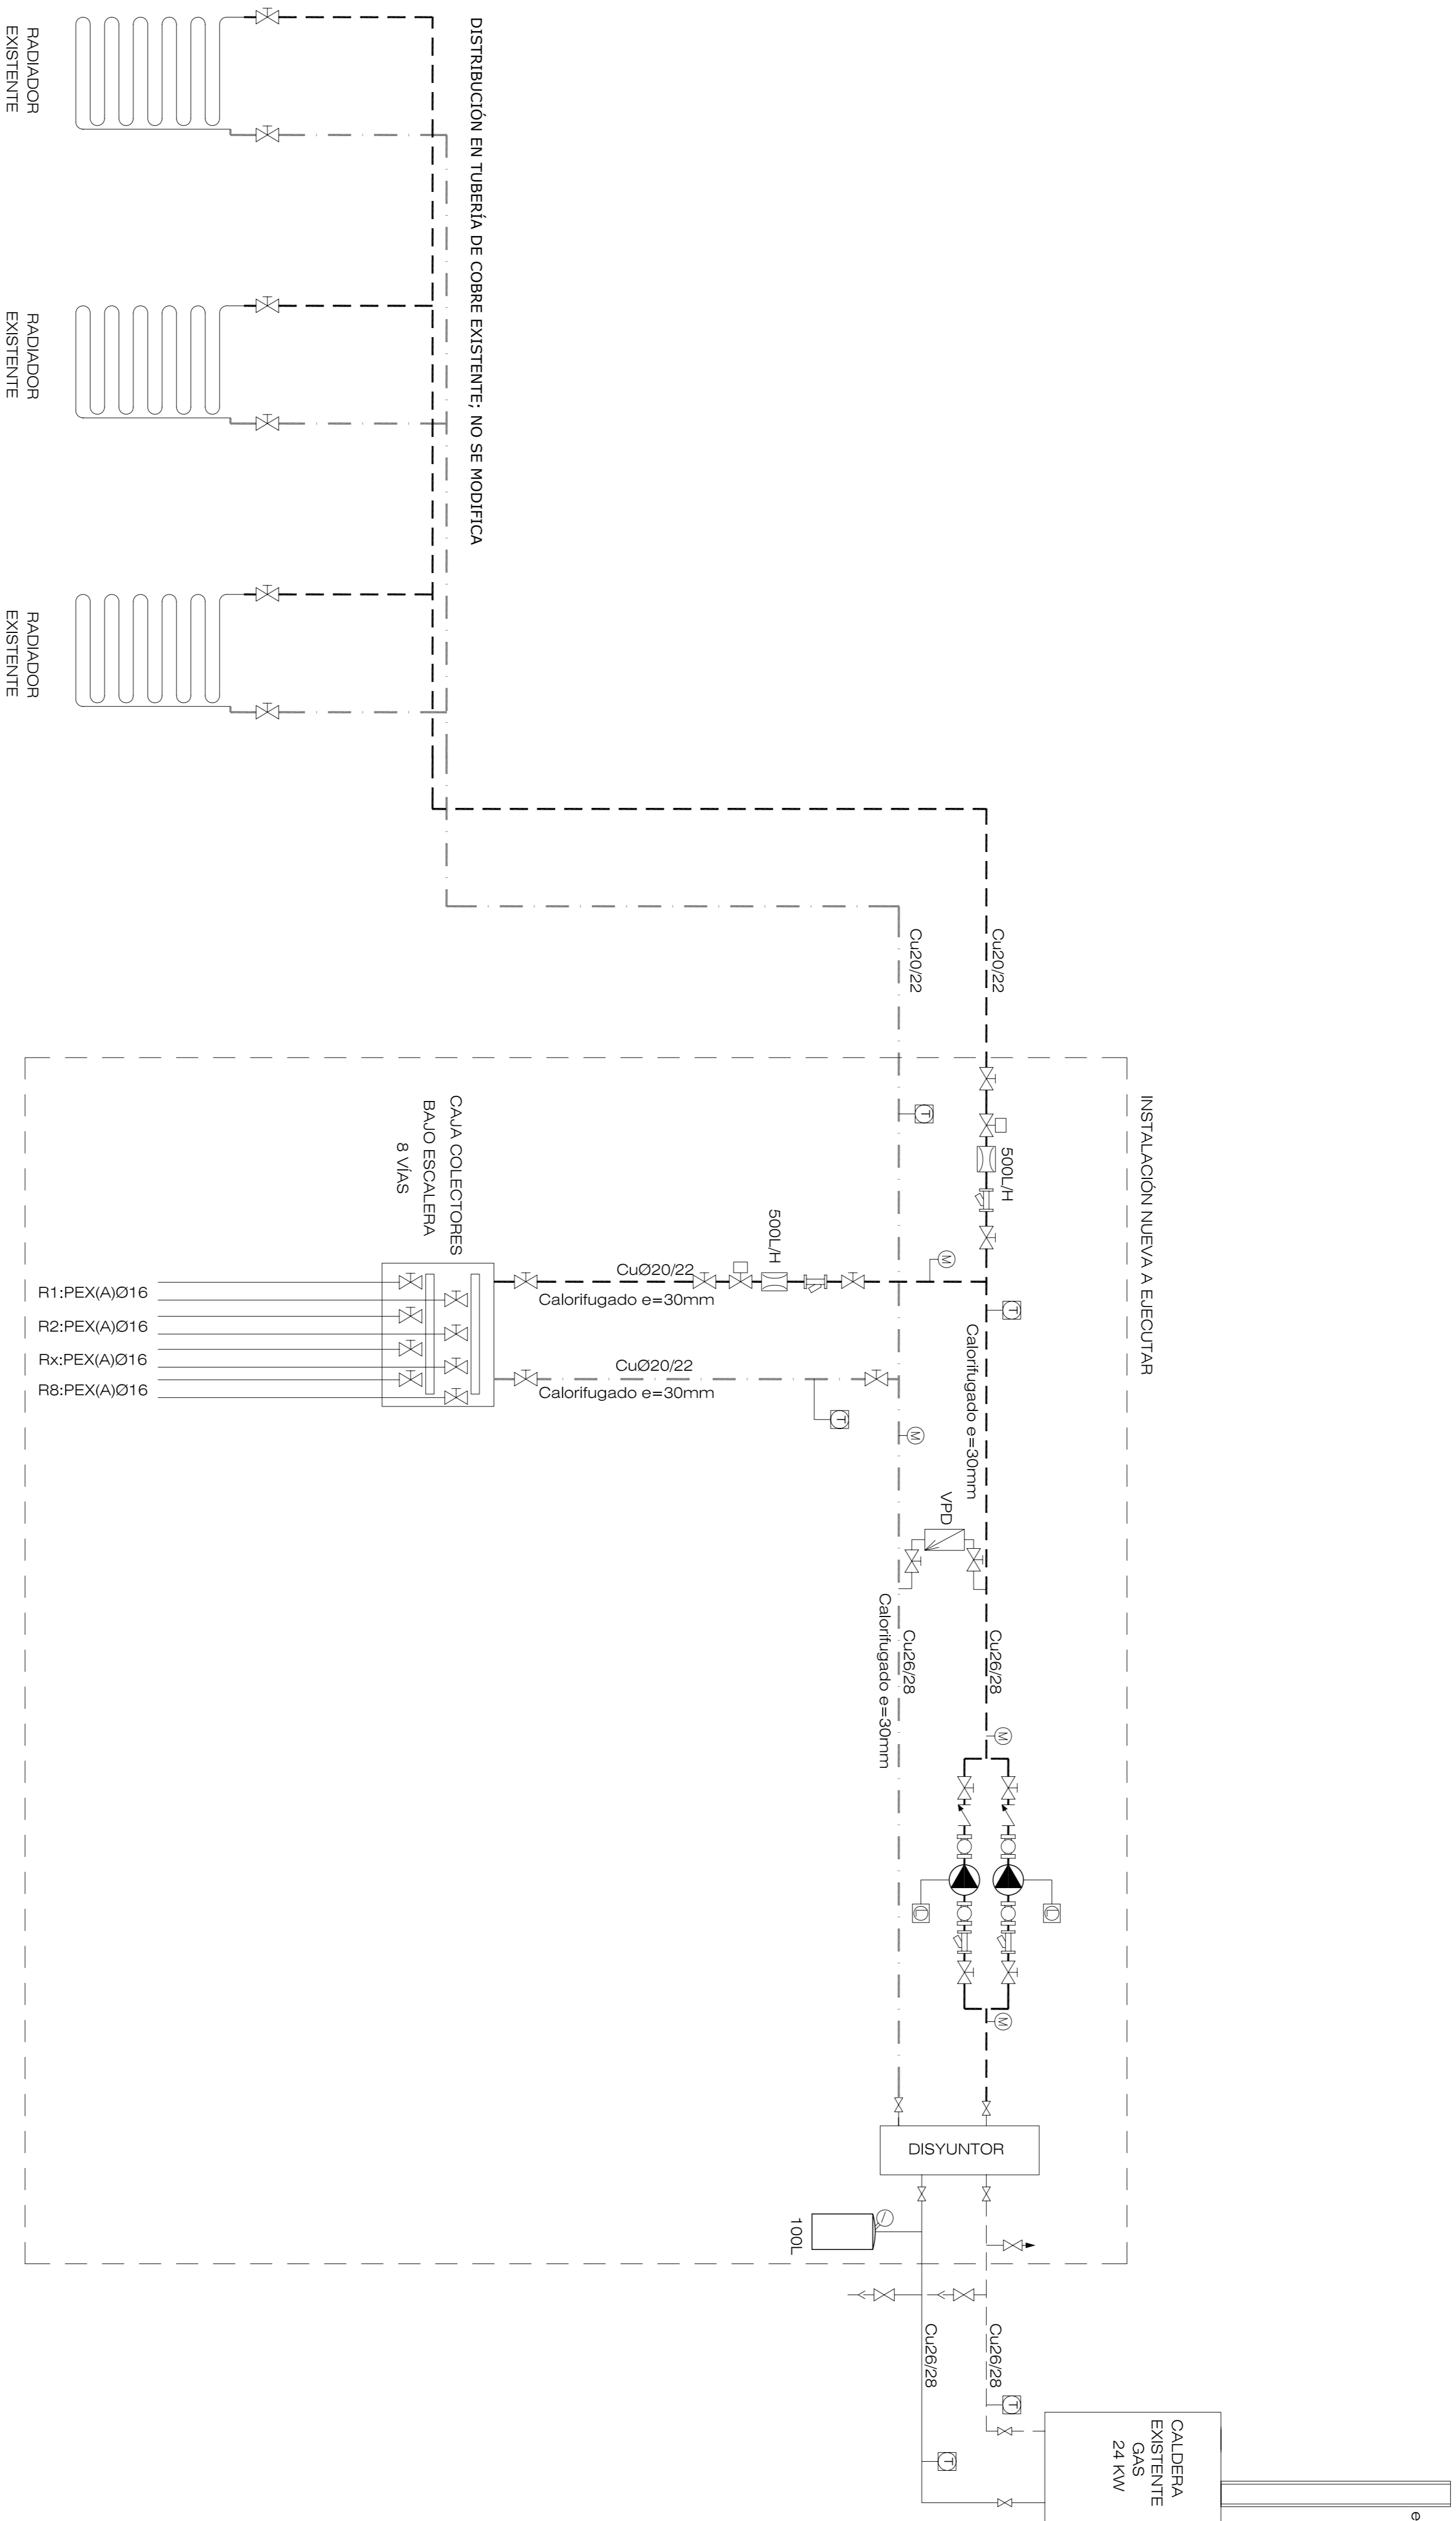 DISTRIBUCIÓN EN TUBERÍA DE COBRE EXISTENTE; NO SE MODIFICA
RADIADOR
EXISTENTE
RADIADOR
EXISTENTE
RADIADOR
EXISTENTE
Cu20/22
Cu20/22
INSTALACIÓN NUEVA A EJECUTAR
T
500L/H
M
T
Calorifugado e=30mm
500L/H
CuØ20/22
Calorifugado e=30mm
CuØ20/22
Calorifugado e=30mm
T
M
CAJA COLECTORES
BAJO ESCALERA
8 VÍAS
R1:PEX(A)Ø16
R2:PEX(A)Ø16
Rx:PEX(A)Ø16
R8:PEX(A)Ø16
VPD
Cu26/28
Cu26/28
Calorifugado e=30mm
M
M
DISYUNTOR
100L
Cu26/28
Cu26/28
T
T
CALDERA
EXISTENTE
GAS
24 KW
e